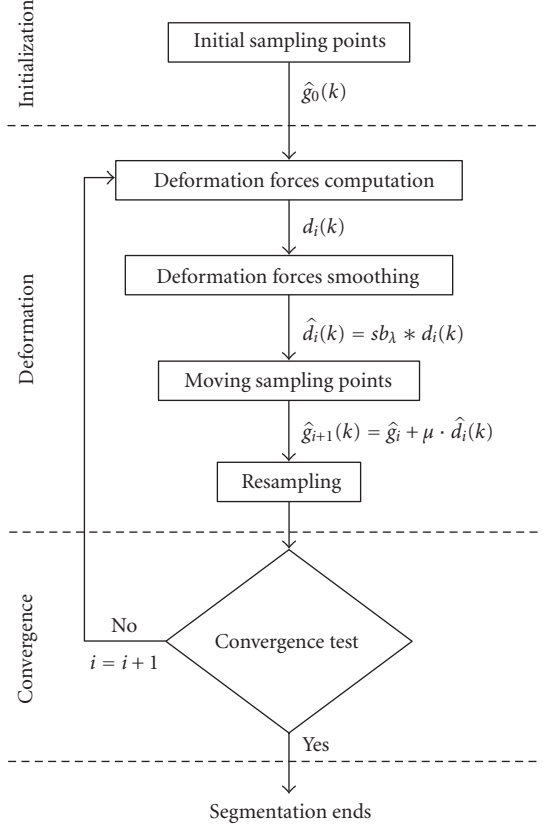 Initialization
Initial sampling points
ĝ₀(k)
Deformation
Deformation forces computation
dᵢ(k)
Deformation forces smoothing
d̂ᵢ(k) = sb_λ ∗ dᵢ(k)
Moving sampling points
ĝᵢ₊₁(k) = ĝᵢ + μ · d̂ᵢ(k)
Resampling
Convergence
No
i = i + 1
Convergence test
Yes
Segmentation ends